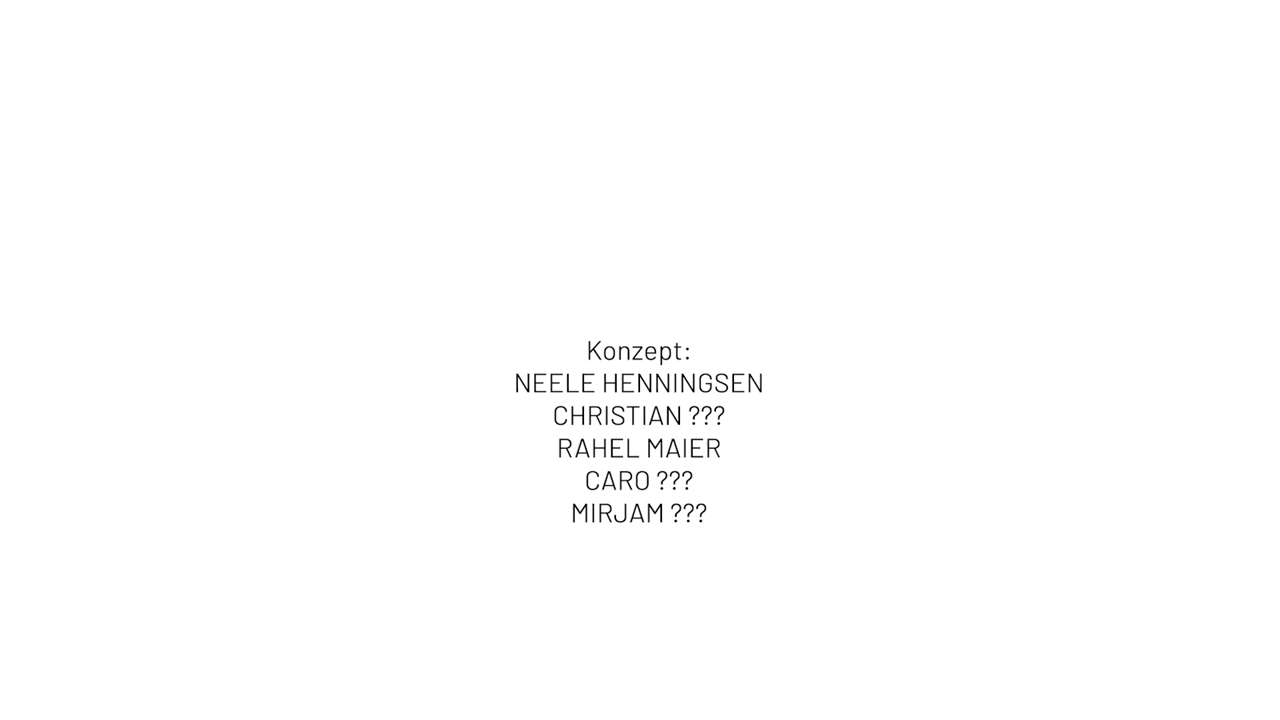 Konzept:
NEELE HENNINGSEN
CHRISTIAN ???
RAHEL MAIER
CARO ???
MIRJAM ???